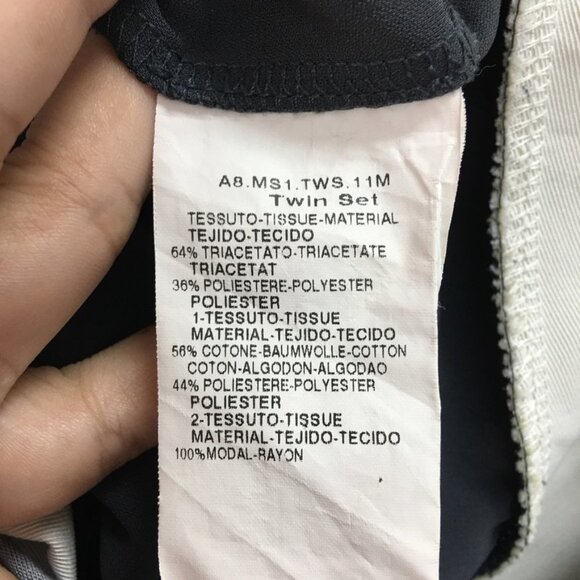 A8.MS1.TWS.11M
Twin Set
TESSUTO-TISSUE-MATERIAL
TEJIDO-TECIDO
64% TRIACETATO-TRIACETATE
TRIACETAT
36% POLIESTERE-POLYESTER
POLIESTER
1-TESSUTO-TISSUE
MATERIAL-TEJIDO-TECIDO
56% COTONE-BAUMWOLLE-COTTON
COTON-ALGODON-ALGODAO
44% POLIESTERE-POLYESTER
POLIESTER
2-TESSUTO-TISSUE
MATERIAL-TEJIDO-TECIDO
100%MODAL-RAYON